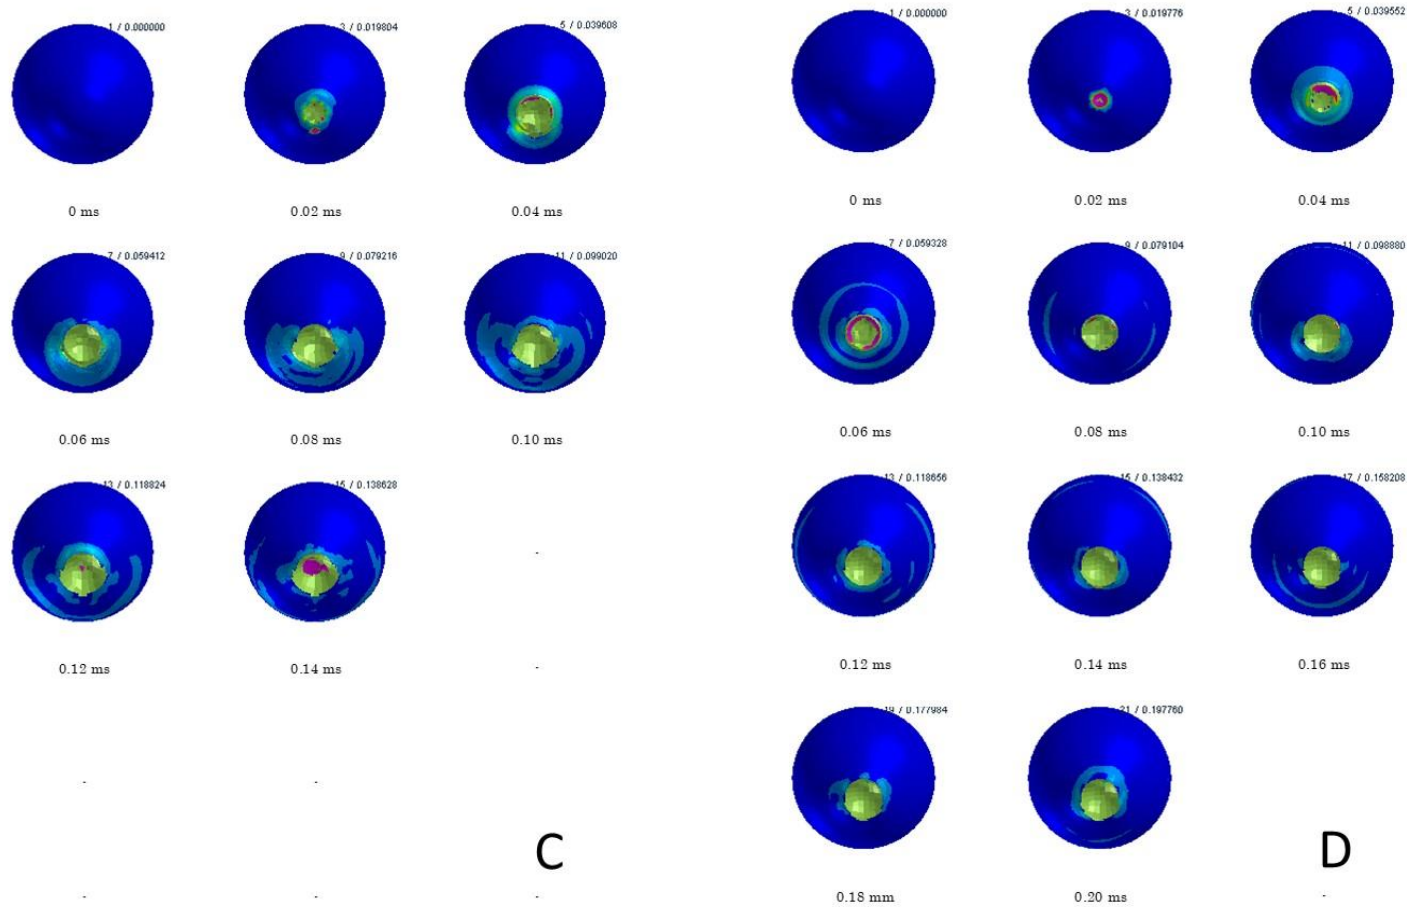 1 / 0.000000
3 / 0.019804
5 / 0.039608
0 ms
0.02 ms
0.04 ms
7 / 0.059412
9 / 0.079216
11 / 0.099020
0.06 ms
0.08 ms
0.10 ms
13 / 0.118824
15 / 0.138628
-
0.12 ms
0.14 ms
-
-
-
C
-
-
-
1 / 0.000000
3 / 0.019776
5 / 0.039552
0 ms
0.02 ms
0.04 ms
7 / 0.059328
9 / 0.079104
11 / 0.098880
0.06 ms
0.08 ms
0.10 ms
13 / 0.118656
15 / 0.138432
17 / 0.158208
0.12 ms
0.14 ms
0.16 ms
19 / 0.177984
21 / 0.197760
D
0.18 mm
0.20 ms
-